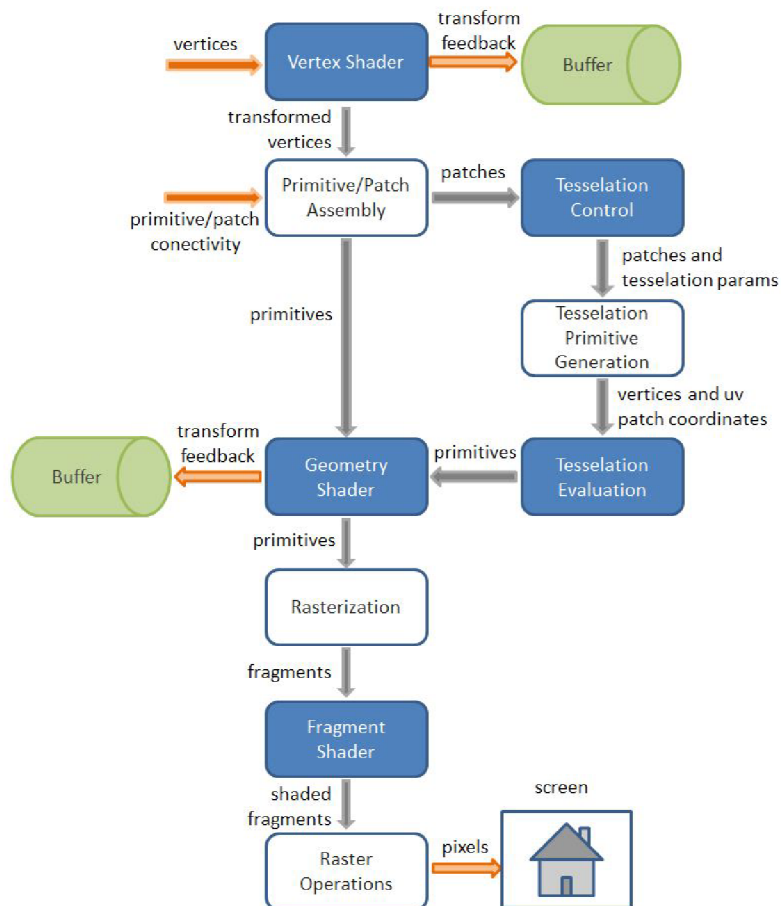 vertices
Vertex Shader
transform
feedback
Buffer
transformed
vertices
Primitive/Patch
Assembly
patches
Tesselation
Control
primitive/patch
conectivity
patches and
tesselation params
primitives
Tesselation
Primitive
Generation
vertices and uv
patch coordinates
Buffer
transform
feedback
Geometry
Shader
primitives
Tesselation
Evaluation
primitives
Rasterization
fragments
Fragment
Shader
shaded
fragments
screen
Raster
Operations
pixels